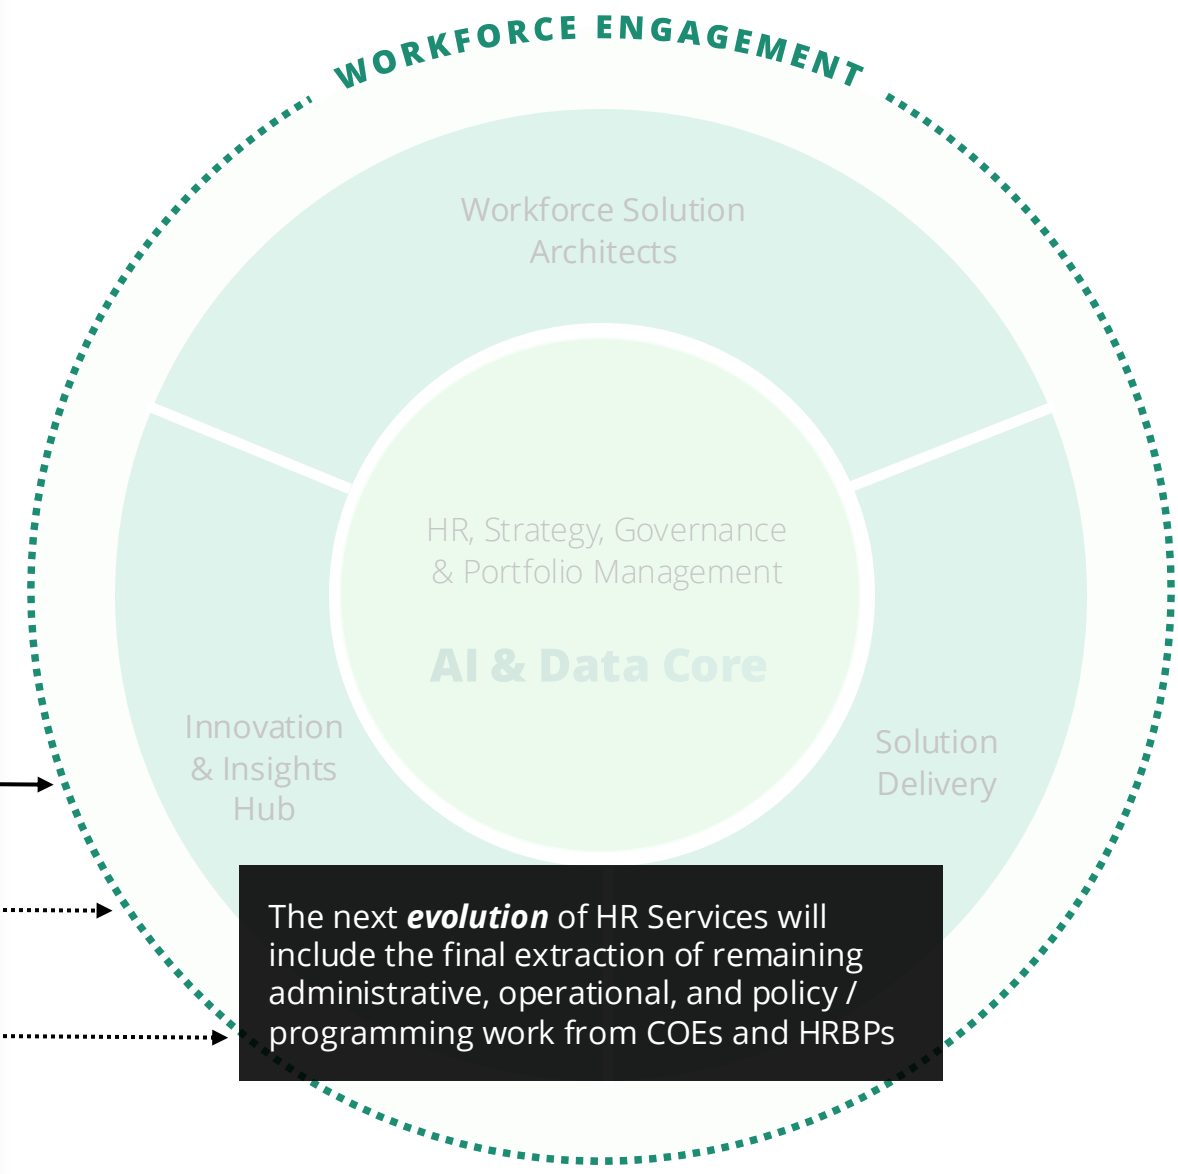 WORKFORCE ENGAGEMENT
Workforce Solution
Architects
HR, Strategy, Governance
& Portfolio Management
AI & Data Core
Innovation
& Insights
Hub
Solution
Delivery
The next evolution of HR Services will
include the final extraction of remaining
administrative, operational, and policy /
programming work from COEs and HRBPs